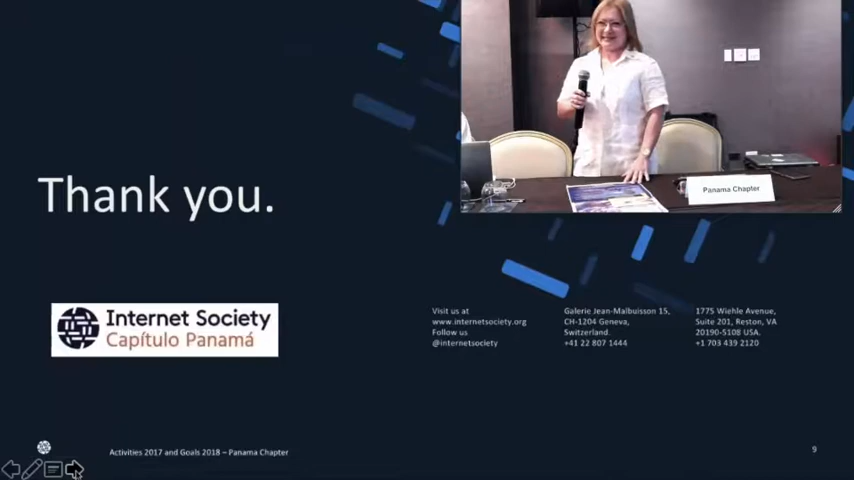 Panama Chapter
Thank you.
Internet Society
Capítulo Panamá
Visit us at
www.internetsociety.org
Follow us
@internetsociety
Galerie Jean-Malbuisson 15,
CH-1204 Geneva,
Switzerland.
+41 22 807 1444
1775 Wiehle Avenue,
Suite 201, Reston, VA
20190-5108 USA.
+1 703 439 2120
Activities 2017 and Goals 2018 – Panama Chapter
9